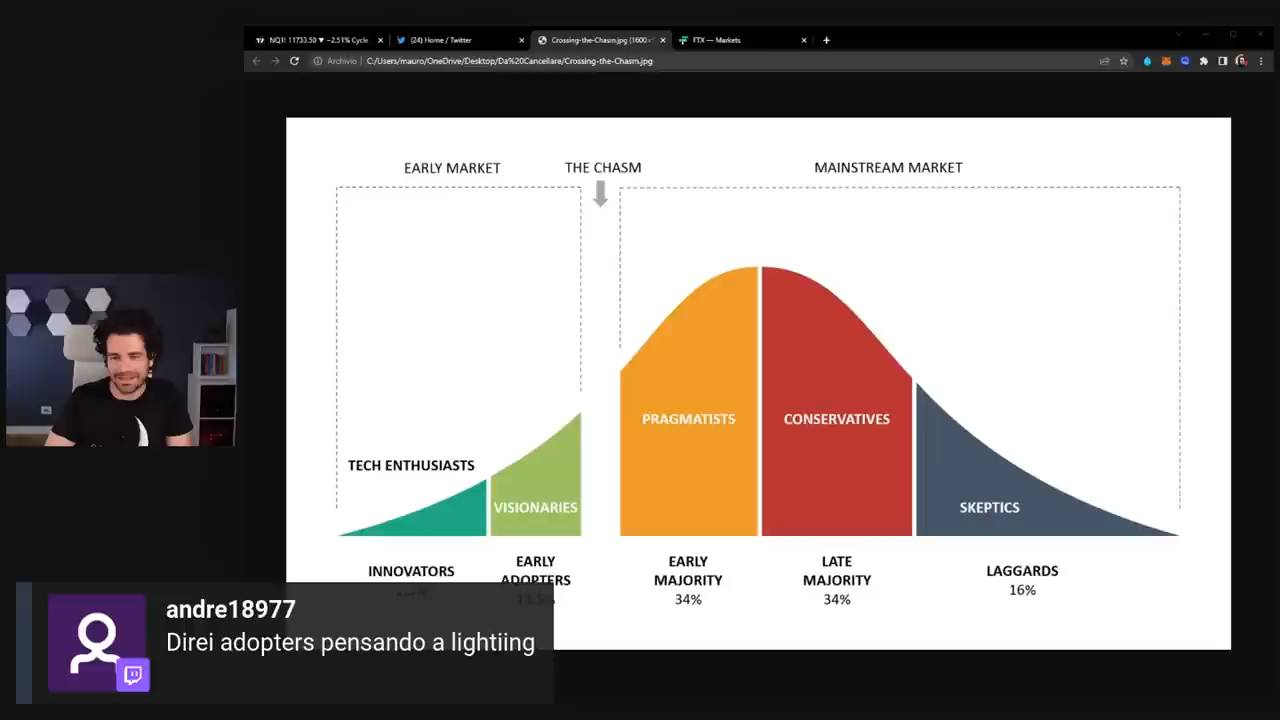 NQ1! 11733.50 ▼ −2.51% Cycle
(24) Home / Twitter
Crossing-the-Chasm.jpg (1600×
FTX — Markets
Archivio
C:/Users/mauro/OneDrive/Desktop/Da%20Cancellare/Crossing-the-Chasm.jpg
EARLY MARKET
THE CHASM
MAINSTREAM MARKET
PRAGMATISTS
CONSERVATIVES
TECH ENTHUSIASTS
VISIONARIES
SKEPTICS
INNOVATORS
EARLY
ADOPTERS
13.5%
EARLY
MAJORITY
34%
LATE
MAJORITY
34%
LAGGARDS
16%
andre18977
Direi adopters pensando a lightiing